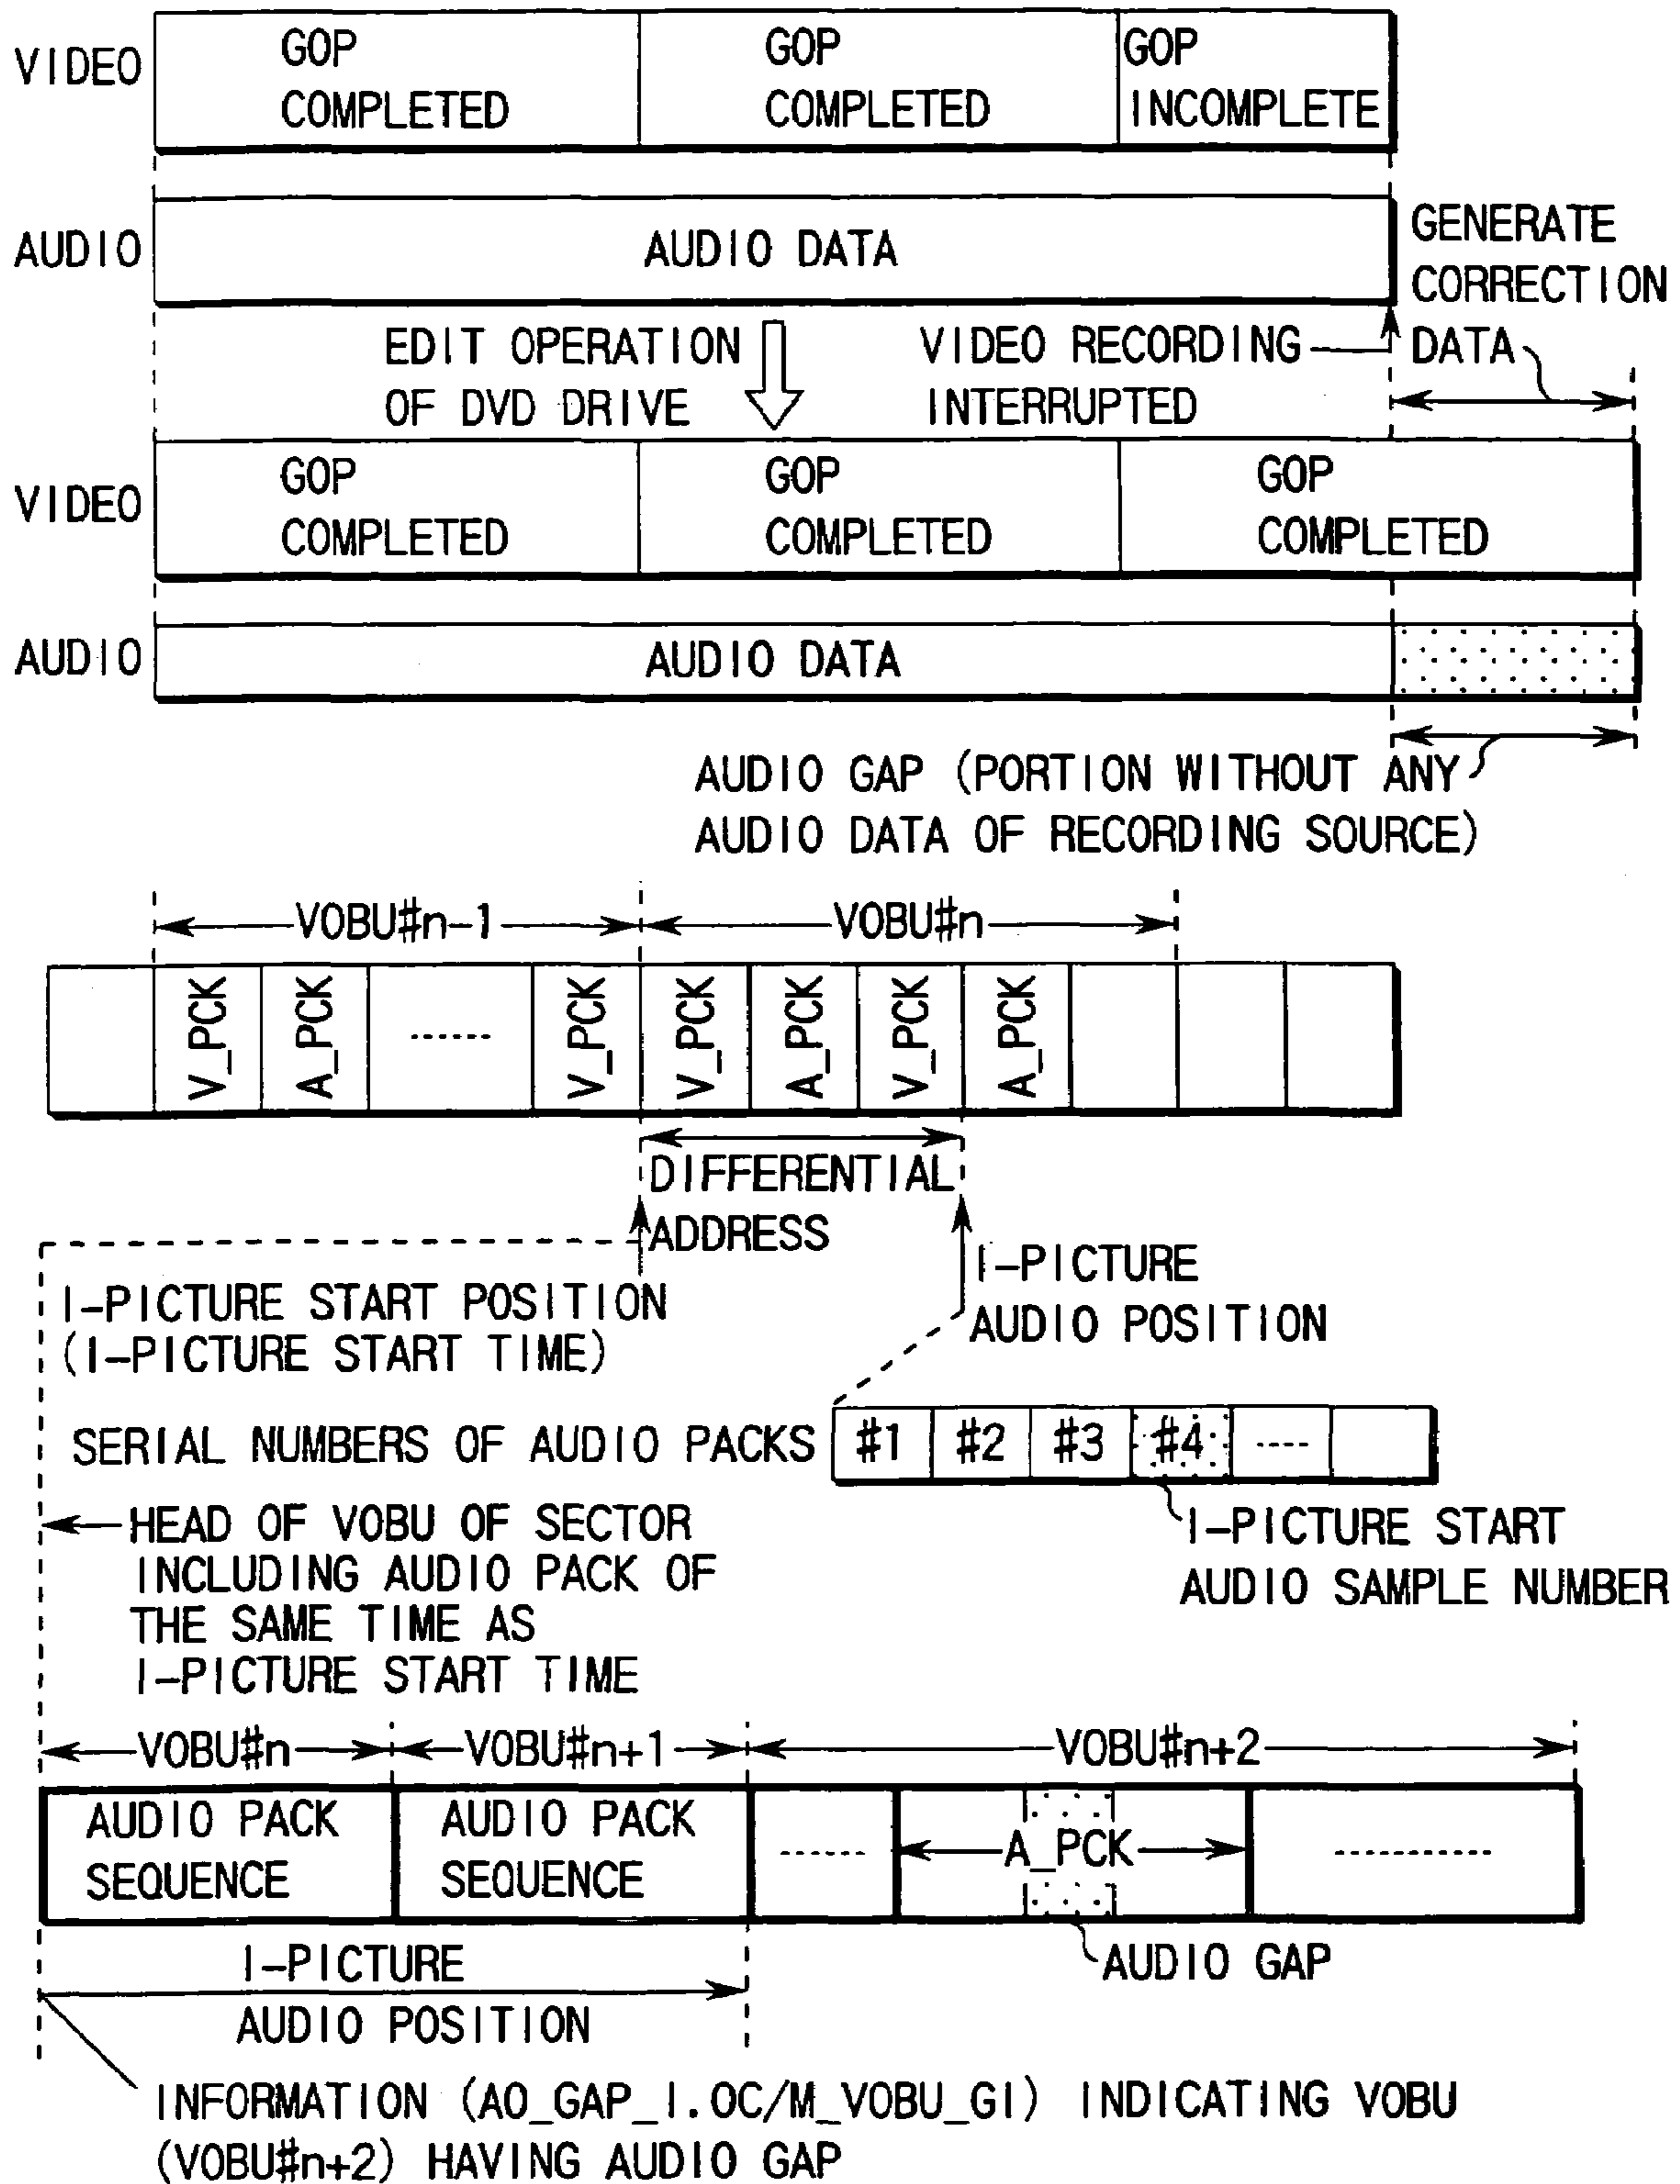 VIDEO
GOP
COMPLETED
GOP
COMPLETED
GOP
INCOMPLETE
AUDIO
AUDIO DATA
GENERATE
CORRECTION
DATA
EDIT OPERATION
OF DVD DRIVE
VIDEO RECORDING
INTERRUPTED
VIDEO
GOP
COMPLETED
GOP
COMPLETED
GOP
COMPLETED
AUDIO
AUDIO DATA
AUDIO GAP (PORTION WITHOUT ANY
AUDIO DATA OF RECORDING SOURCE)
VOBU#n-1
VOBU#n
V_PCK
A_PCK
V_PCK
V_PCK
A_PCK
V_PCK
A_PCK
DIFFERENTIAL
ADDRESS
I-PICTURE START POSITION
(I-PICTURE START TIME)
I-PICTURE
AUDIO POSITION
SERIAL NUMBERS OF AUDIO PACKS
#1
#2
#3
#4
I-PICTURE START
AUDIO SAMPLE NUMBER
HEAD OF VOBU OF SECTOR
INCLUDING AUDIO PACK OF
THE SAME TIME AS
I-PICTURE START TIME
VOBU#n
VOBU#n+1
VOBU#n+2
AUDIO PACK
SEQUENCE
AUDIO PACK
SEQUENCE
A_PCK
AUDIO GAP
I-PICTURE
AUDIO POSITION
INFORMATION (A0_GAP_I.OC/M_VOBU_GI) INDICATING VOBU
(VOBU#n+2) HAVING AUDIO GAP